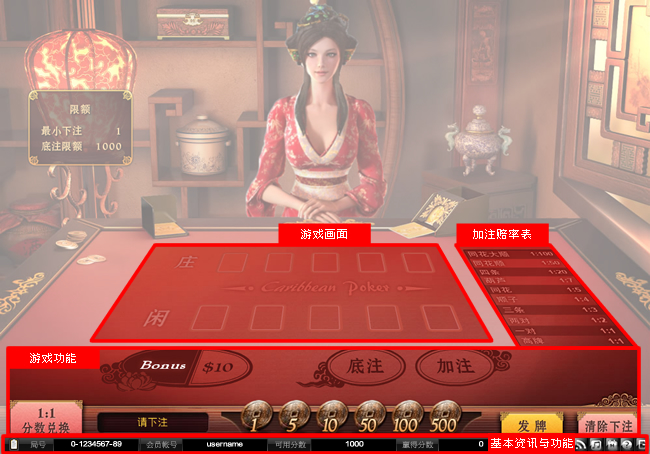 限额
最小下注 1
底注限额 1000
游戏画面
加注赔率表
庄
Caribbean Poker
闲
同花大顺 1:100
同花顺 1:50
四条 1:20
葫芦 1:7
同花 1:5
顺子 1:4
三条 1:3
两对 1:2
一对 1:1
高牌 1:1
游戏功能
Bonus $10
底注
加注
1:1
分数兑换
请下注
1
5
10
50
100
500
发牌
清除下注
局号 0-1234567-89 会员帐号 username 可用分数 1000 赢得分数 0
基本资讯与功能